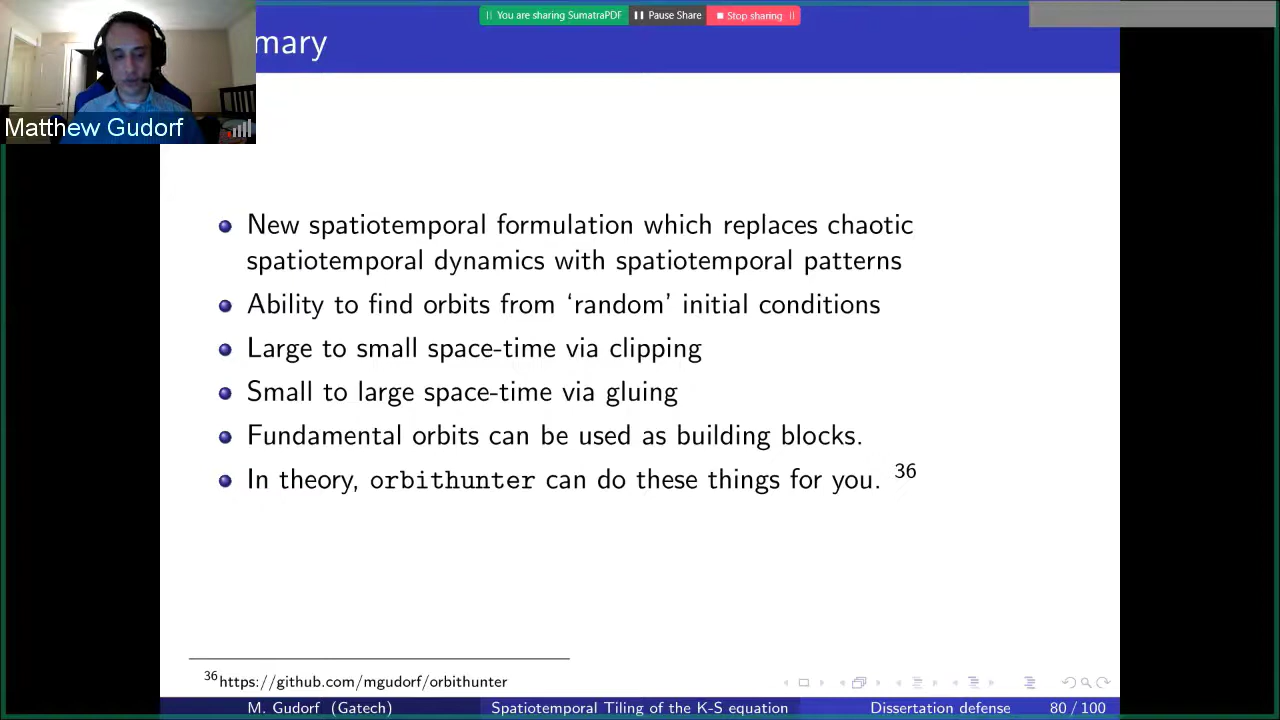 You are sharing SumatraPDF Pause Share Stop sharing
mary
Matthew Gudorf
New spatiotemporal formulation which replaces chaotic
spatiotemporal dynamics with spatiotemporal patterns
Ability to find orbits from ‘random’ initial conditions
Large to small space-time via clipping
Small to large space-time via gluing
Fundamental orbits can be used as building blocks.
In theory, orbithunter can do these things for you. 36
36https://github.com/mgudorf/orbithunter
M. Gudorf (Gatech) Spatiotemporal Tiling of the K-S equation Dissertation defense 80 / 100